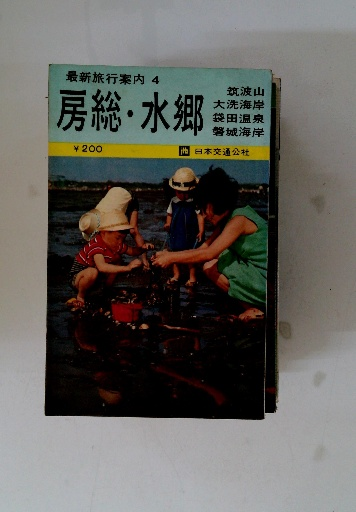 最新旅行案内 4
房総・水郷
筑波山
大洗海岸
袋田温泉
磐城海岸
￥200
日本交通公社